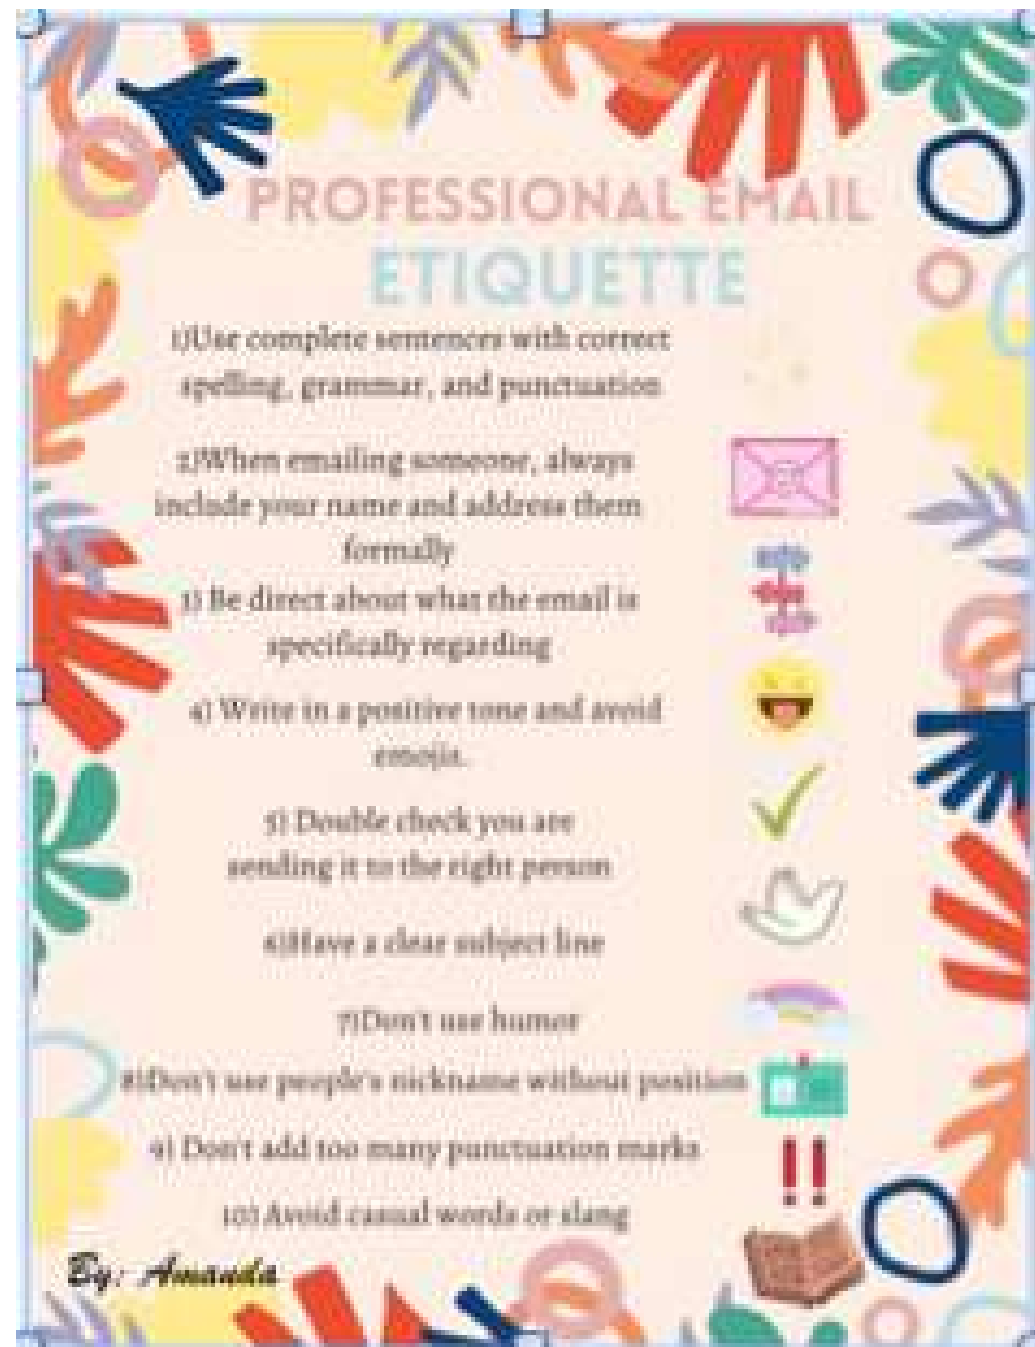 PROFESSIONAL EMAIL
ETIQUETTE
1)Use complete sentences with correct
spelling, grammar, and punctuation
2)When emailing someone, always
include your name and address them
formally
3) Be direct about what the email is
specifically regarding
4) Write in a positive tone and avoid
emojis.
5) Double check you are
sending it to the right person
6)Have a clear subject line
7)Don't use humor
8)Don't use people's nickname without position
9) Don't add too many punctuation marks
10) Avoid casual words or slang
By: Amanda